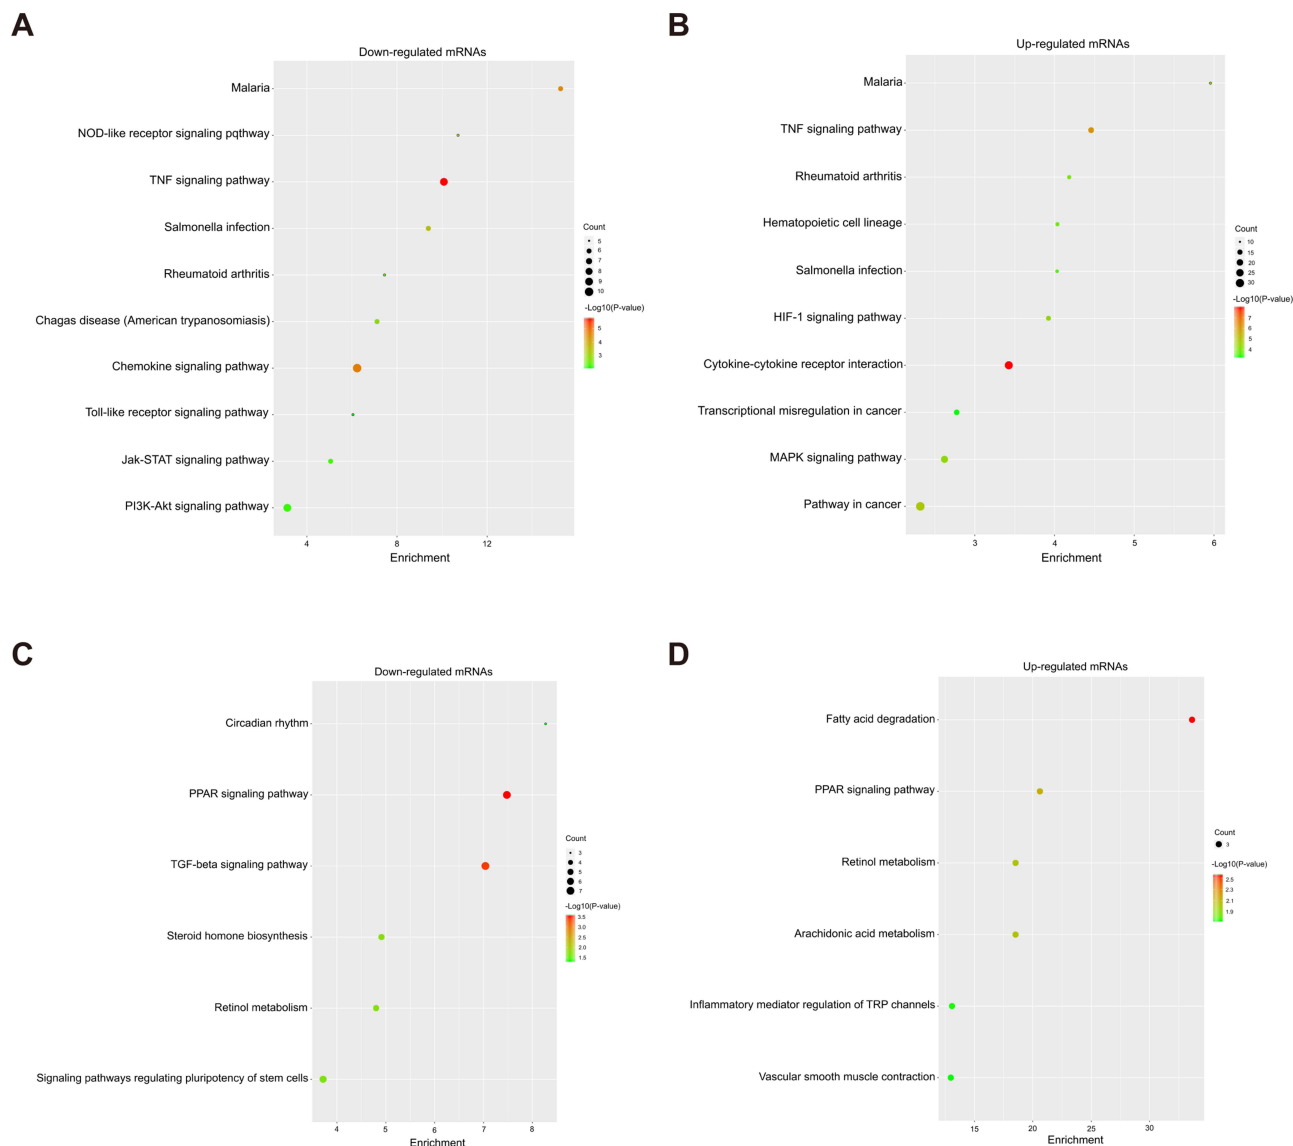 A
Down-regulated mRNAs
Malaria
NOD-like receptor signaling pqthway
TNF signaling pathway
Salmonella infection
Rheumatoid arthritis
Chagas disease (American trypanosomiasis)
Chemokine signaling pathway
Toll-like receptor signaling pathway
Jak-STAT signaling pathway
PI3K-Akt signaling pathway
4 8 12
Enrichment
Count
5
6
7
8
9
10
-Log10(P-value)
5
4
3
B
Up-regulated mRNAs
Malaria
TNF signaling pathway
Rheumatoid arthritis
Hematopoietic cell lineage
Salmonella infection
HIF-1 signaling pathway
Cytokine-cytokine receptor interaction
Transcriptional misregulation in cancer
MAPK signaling pathway
Pathway in cancer
3 4 5 6
Enrichment
Count
10
15
20
25
30
-Log10(P-value)
7
6
5
4
C
Down-regulated mRNAs
Circadian rhythm
PPAR signaling pathway
TGF-beta signaling pathway
Steroid homone biosynthesis
Retinol metabolism
Signaling pathways regulating pluripotency of stem cells
4 5 6 7 8
Enrichment
Count
3
4
5
6
7
-Log10(P-value)
3.5
3.0
2.5
2.0
1.5
D
Up-regulated mRNAs
Fatty acid degradation
PPAR signaling pathway
Retinol metabolism
Arachidonic acid metabolism
Inflammatory mediator regulation of TRP channels
Vascular smooth muscle contraction
15 20 25 30
Enrichment
Count
3
-Log10(P-value)
2.5
2.3
2.1
1.9